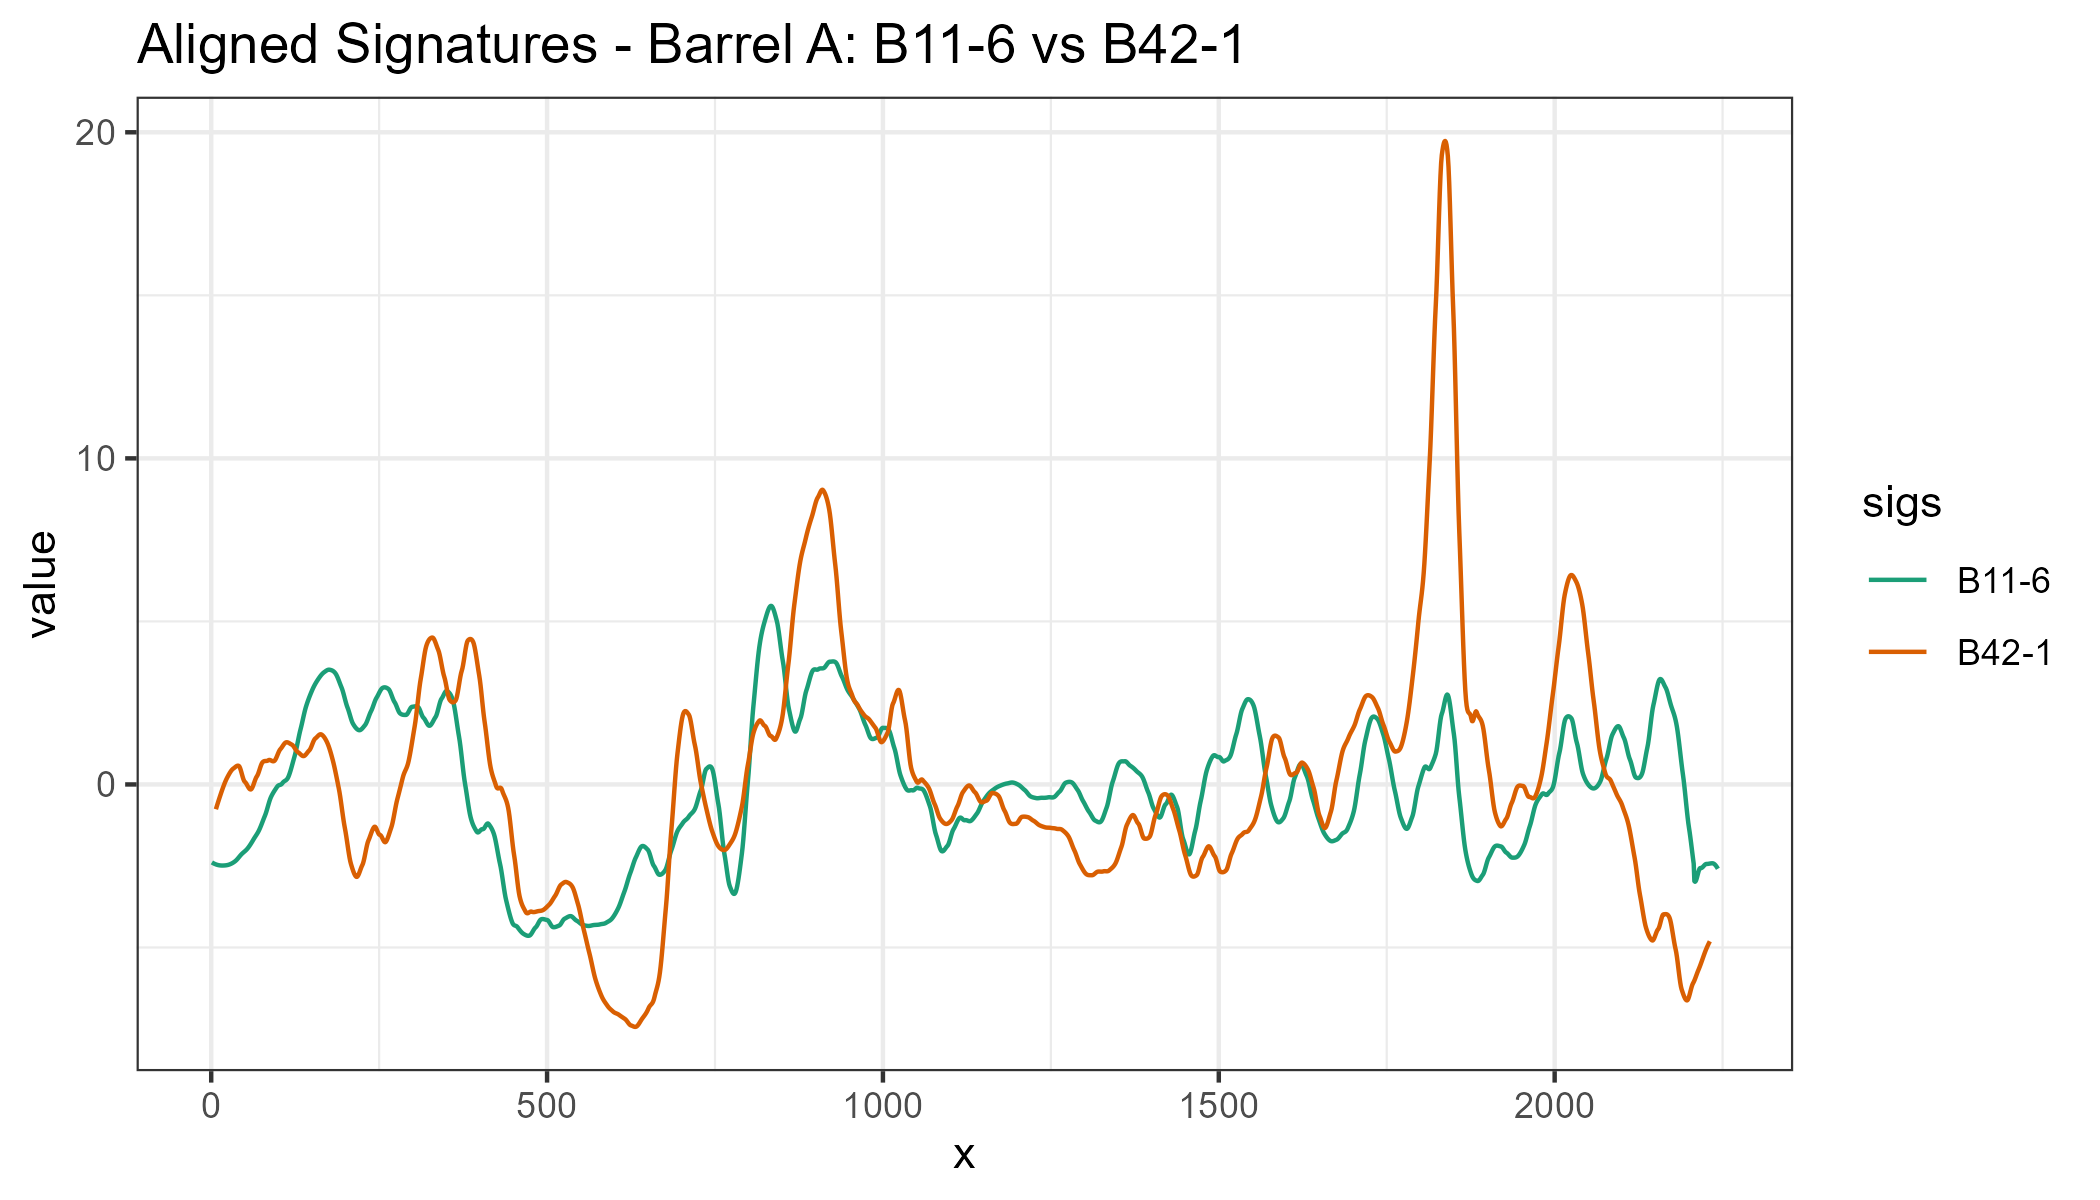 Aligned Signatures - Barrel A: B11-6 vs B42-1
20
10
0
value
0 500 1000 1500 2000
x
sigs
B11-6
B42-1